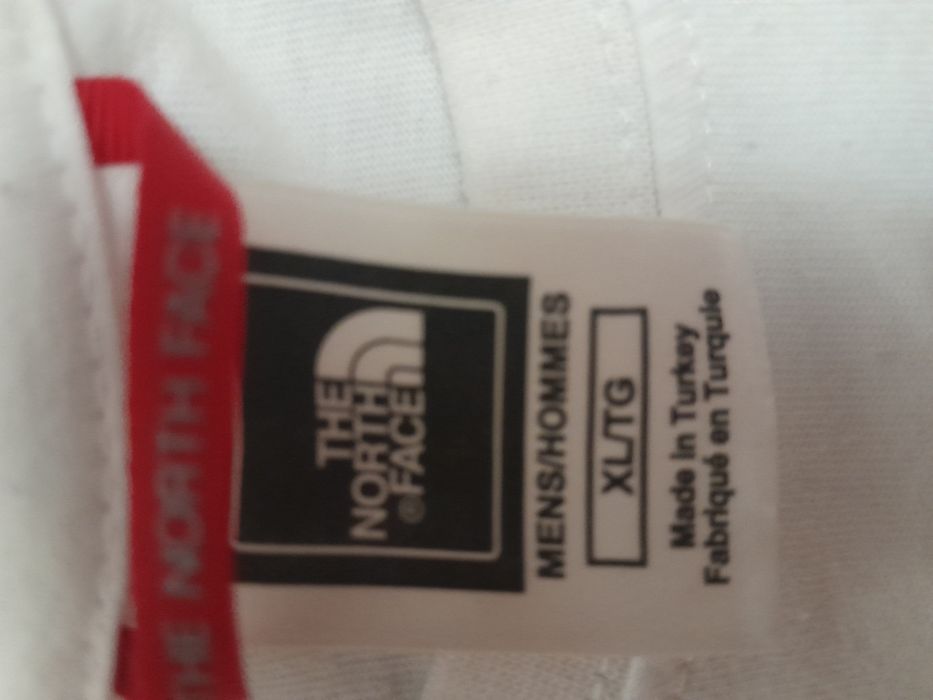 THE NORTH FACE
THE
NORTH
FACE
®
MENS/HOMMES
XL/TG
Made in Turkey
Fabriqué en Turquie